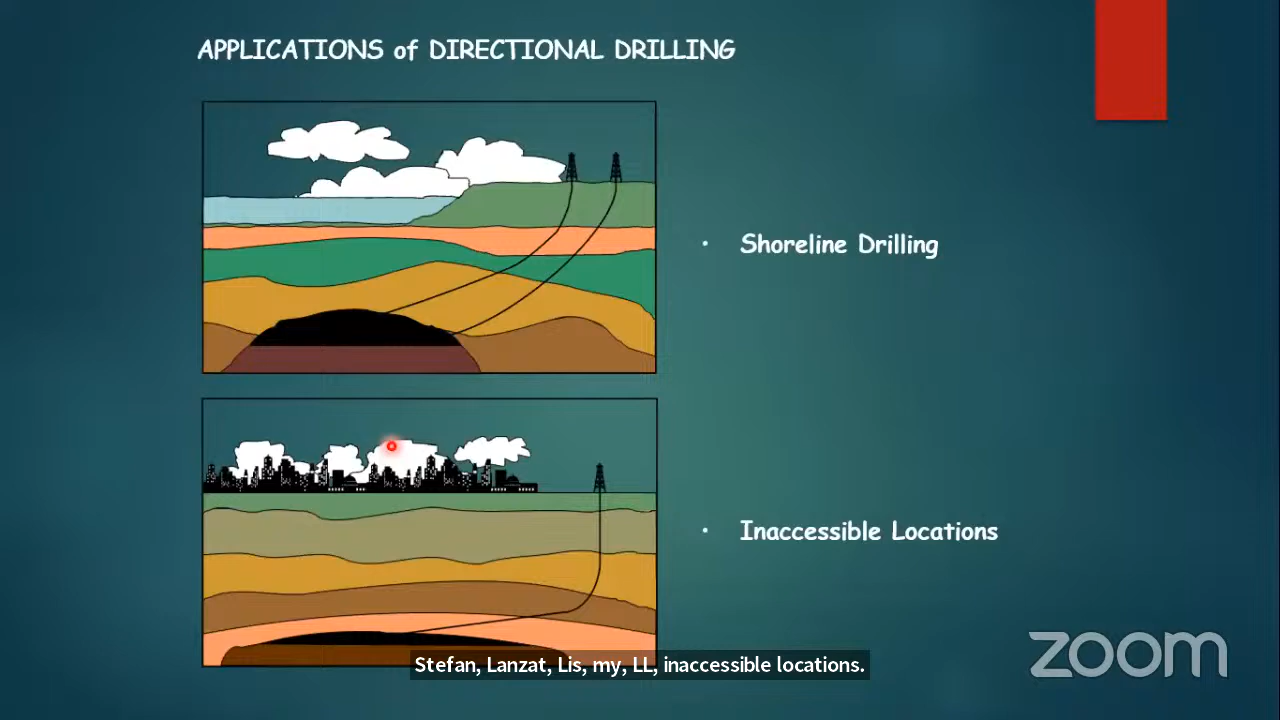 APPLICATIONS of DIRECTIONAL DRILLING
• Shoreline Drilling
• Inaccessible Locations
Stefan, Lanzat, Lis, my, LL, inaccessible locations.
zoom